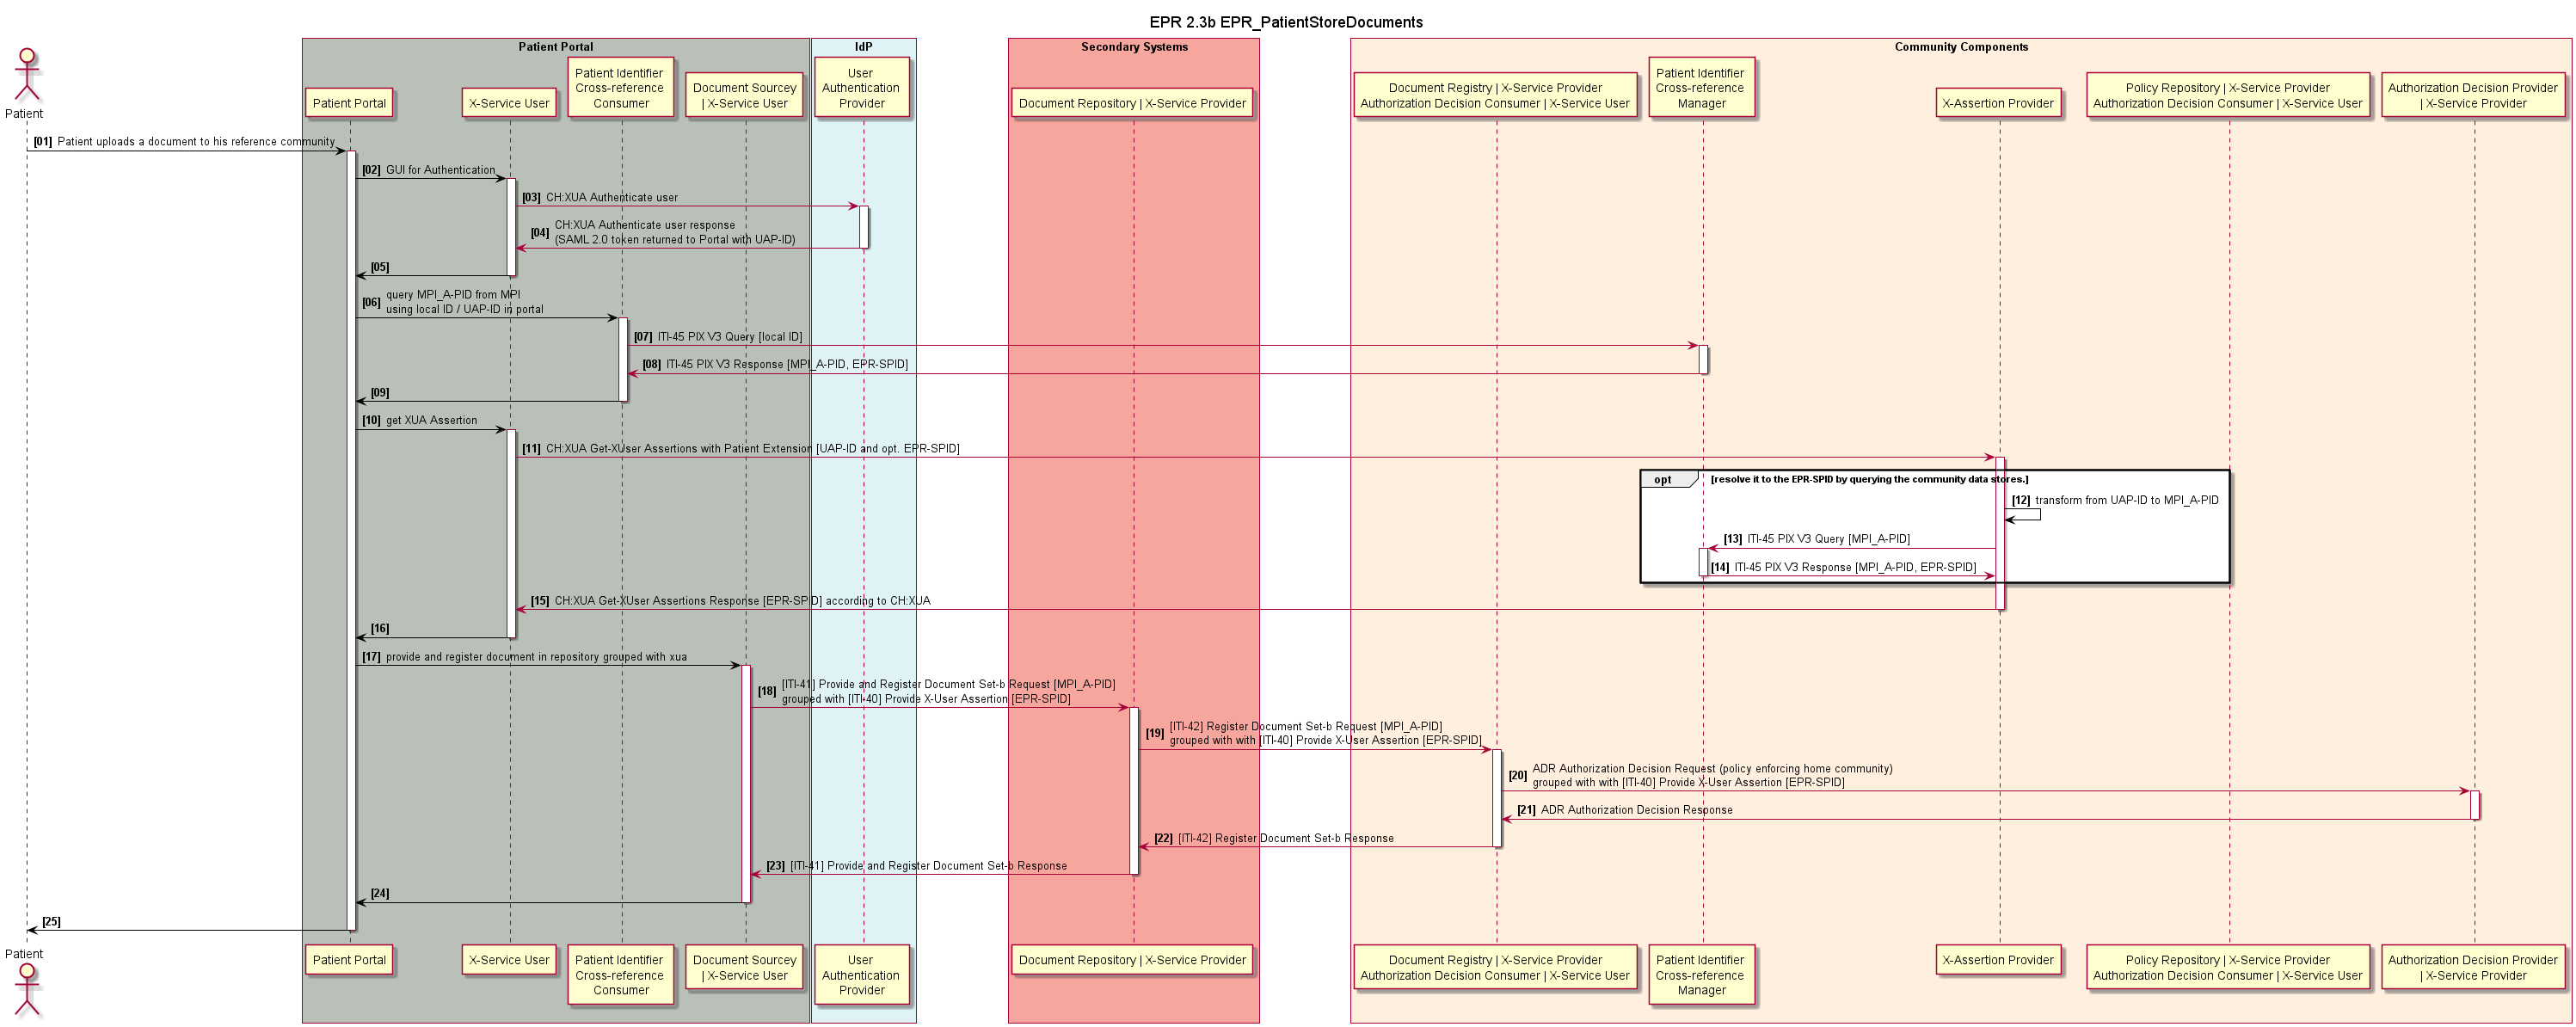 EPR 2.3b EPR_PatientStoreDocuments
Patient Portal
IdP
Secondary Systems
Community Components
Patient
Patient Portal
X-Service User
Patient Identifier
Cross-reference
Consumer
Document Sourcey
| X-Service User
User
Authentication
Provider
Document Repository | X-Service Provider
Document Registry | X-Service Provider
Authorization Decision Consumer | X-Service User
Patient Identifier
Cross-reference
Manager
X-Assertion Provider
Policy Repository | X-Service Provider
Authorization Decision Consumer | X-Service User
Authorization Decision Provider
| X-Service Provider
[01] Patient uploads a document to his reference community
[02] GUI for Authentication
[03] CH:XUA Authenticate user
[04] CH:XUA Authenticate user response
(SAML 2.0 token returned to Portal with UAP-ID)
[05]
[06] query MPI_A-PID from MPI
using local ID / UAP-ID in portal
[07] ITI-45 PIX V3 Query [local ID]
[08] ITI-45 PIX V3 Response [MPI_A-PID, EPR-SPID]
[09]
[10] get XUA Assertion
[11] CH:XUA Get-XUser Assertions with Patient Extension [UAP-ID and opt. EPR-SPID]
opt [resolve it to the EPR-SPID by querying the community data stores.]
[12] transform from UAP-ID to MPI_A-PID
[13] ITI-45 PIX V3 Query [MPI_A-PID]
[14] ITI-45 PIX V3 Response [MPI_A-PID, EPR-SPID]
[15] CH:XUA Get-XUser Assertions Response [EPR-SPID] according to CH:XUA
[16]
[17] provide and register document in repository grouped with xua
[18] [ITI-41] Provide and Register Document Set-b Request [MPI_A-PID]
grouped with [ITI-40] Provide X-User Assertion [EPR-SPID]
[19] [ITI-42] Register Document Set-b Request [MPI_A-PID]
grouped with with [ITI-40] Provide X-User Assertion [EPR-SPID]
[20] ADR Authorization Decision Request (policy enforcing home community)
grouped with with [ITI-40] Provide X-User Assertion [EPR-SPID]
[21] ADR Authorization Decision Response
[22] [ITI-42] Register Document Set-b Response
[23] [ITI-41] Provide and Register Document Set-b Response
[24]
[25]
Patient
Patient Portal
X-Service User
Patient Identifier
Cross-reference
Consumer
Document Sourcey
| X-Service User
User
Authentication
Provider
Document Repository | X-Service Provider
Document Registry | X-Service Provider
Authorization Decision Consumer | X-Service User
Patient Identifier
Cross-reference
Manager
X-Assertion Provider
Policy Repository | X-Service Provider
Authorization Decision Consumer | X-Service User
Authorization Decision Provider
| X-Service Provider